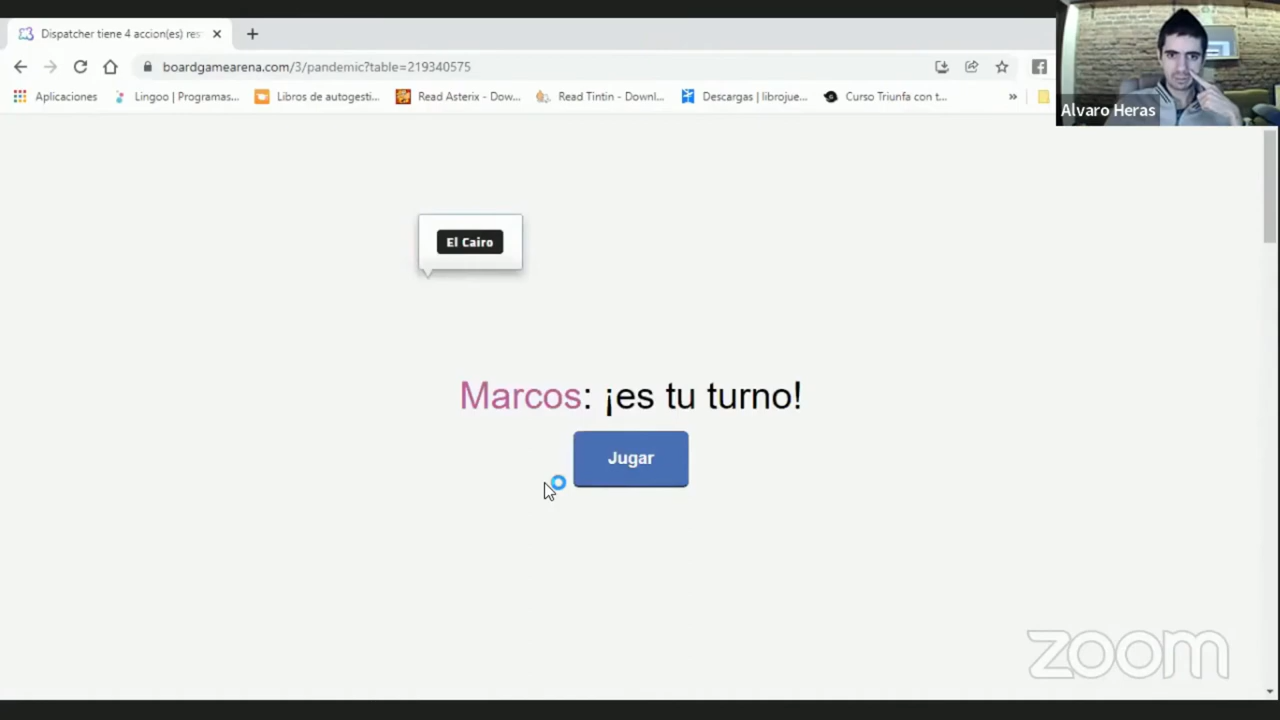 Dispatcher tiene 4 accion(es) res
boardgamearena.com/3/pandemic?table=219340575
Aplicaciones
Lingoo | Programas...
Libros de autogesti...
Read Asterix - Dow...
Read Tintin - Downl...
Descargas | librojue...
Curso Triunfa con t...
»
Alvaro Heras
El Cairo
Marcos: ¡es tu turno!
Jugar
zoom